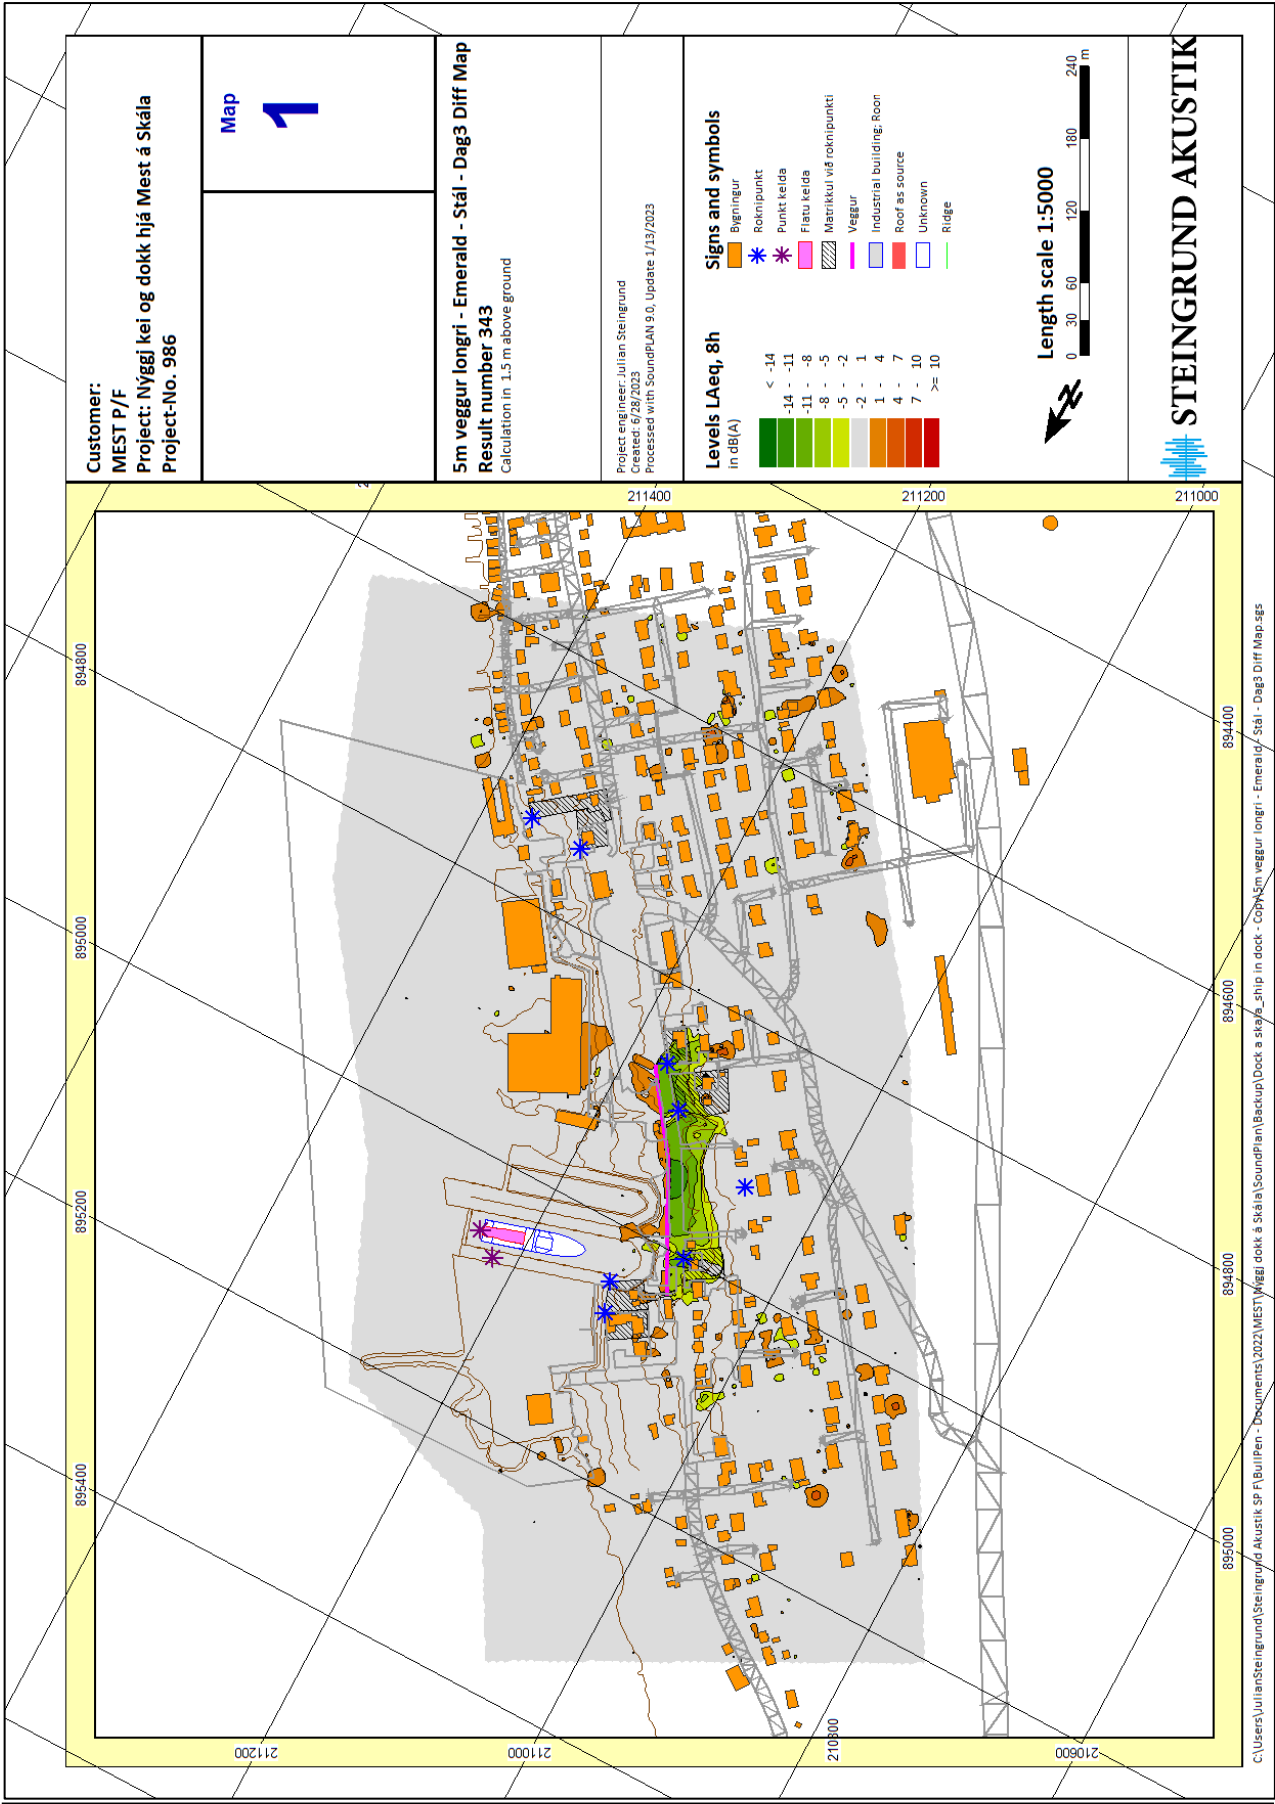 Customer:
MEST P/F
Project: Nýggj kei og dokk hjá Mest á Skála
Project-No. 986
Map
1
5m veggur longri - Emerald - Stál - Dag3 Diff Map
Result number 343
Calculation in 1.5 m above ground
Project engineer: Julian Steingrund
Created: 6/28/2023
Processed with SoundPLAN 9.0, Update 1/13/2023
Levels LAeq, 8h
in dB(A)
< -14
-14 - -11
-11 - -8
-8 - -5
-5 - -2
-2 - 1
1 - 4
4 - 7
7 - 10
>= 10
Signs and symbols
Bygningur
Roknipunkt
Punkt kelda
Flatu kelda
Matrikkul við roknipunkti
Veggur
Industrial building; Roon
Roof as source
Unknown
Ridge
Length scale 1:5000
0 30 60 120 180 240
m
STEINGRUND AKUSTIK
211400
211200
211000
894800
895000
895200
895400
894400
894600
894800
895000
211200
211000
210800
210600